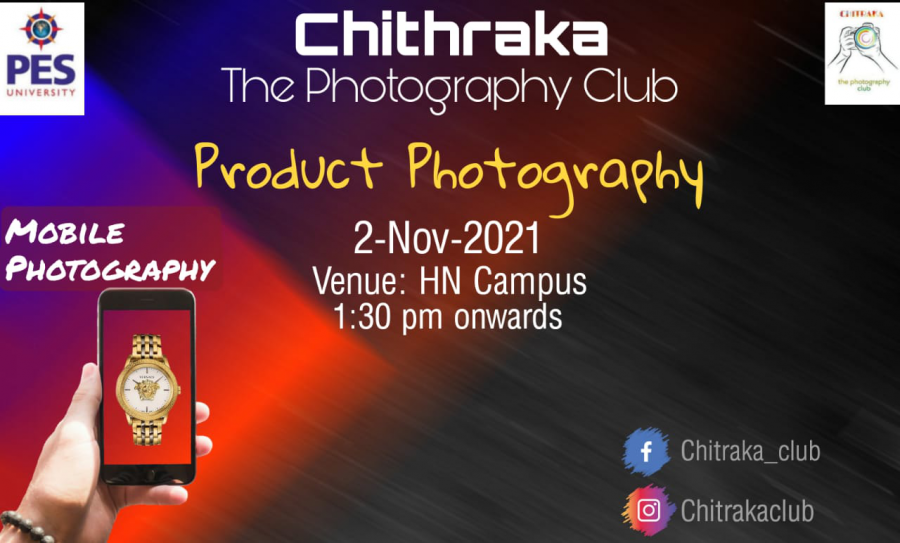 PES
UNIVERSITY
Chithraka
The Photography Club
CHITRAKA
the photography
club
Product Photography
2-Nov-2021
Venue: HN Campus
1:30 pm onwards
MOBILE
PHOTOGRAPHY
Chitraka_club
Chitrakaclub